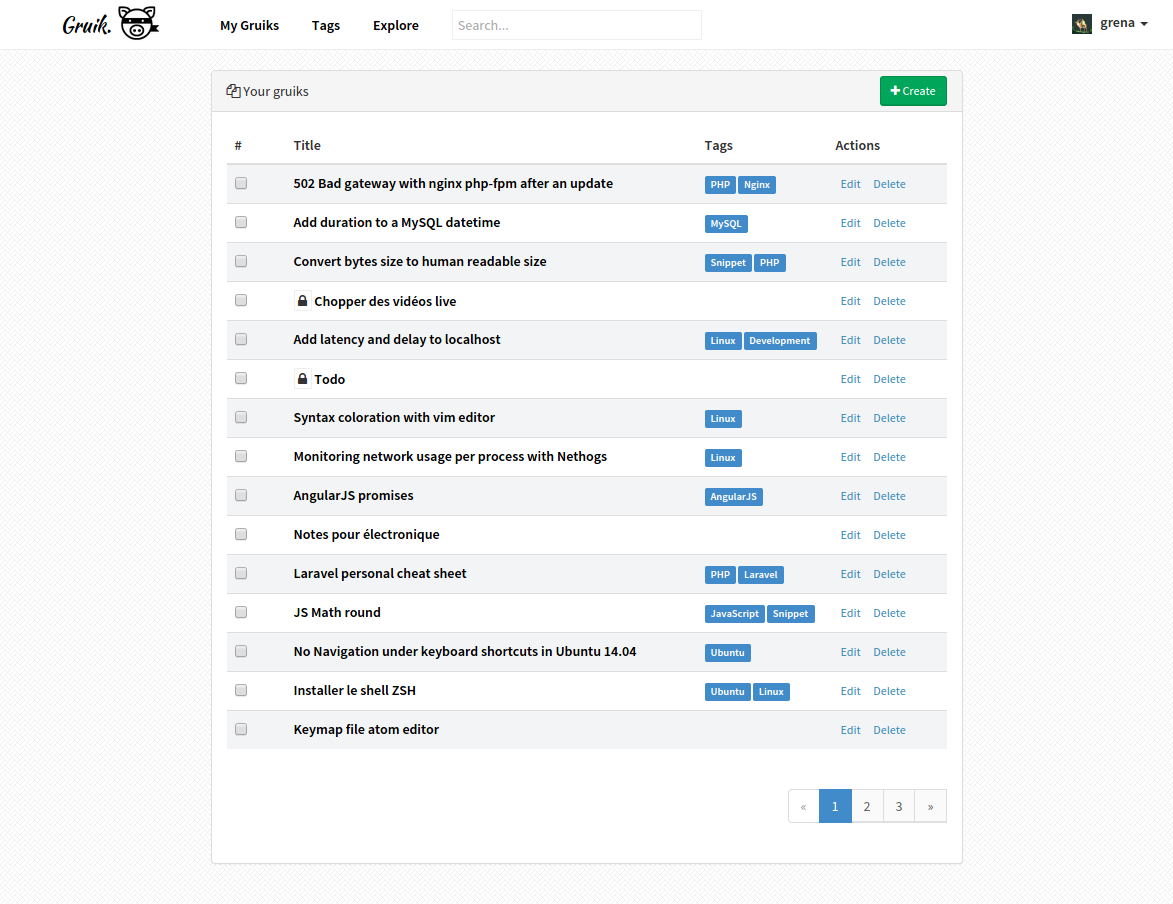 Gruik. My Gruiks Tags Explore Search... grena
Your gruiks Create
# Title Tags Actions
502 Bad gateway with nginx php-fpm after an update PHP Nginx Edit Delete
Add duration to a MySQL datetime MySQL Edit Delete
Convert bytes size to human readable size Snippet PHP Edit Delete
Chopper des vidéos live Edit Delete
Add latency and delay to localhost Linux Development Edit Delete
Todo Edit Delete
Syntax coloration with vim editor Linux Edit Delete
Monitoring network usage per process with Nethogs Linux Edit Delete
AngularJS promises AngularJS Edit Delete
Notes pour électronique Edit Delete
Laravel personal cheat sheet PHP Laravel Edit Delete
JS Math round JavaScript Snippet Edit Delete
No Navigation under keyboard shortcuts in Ubuntu 14.04 Ubuntu Edit Delete
Installer le shell ZSH Ubuntu Linux Edit Delete
Keymap file atom editor Edit Delete
« 1 2 3 »